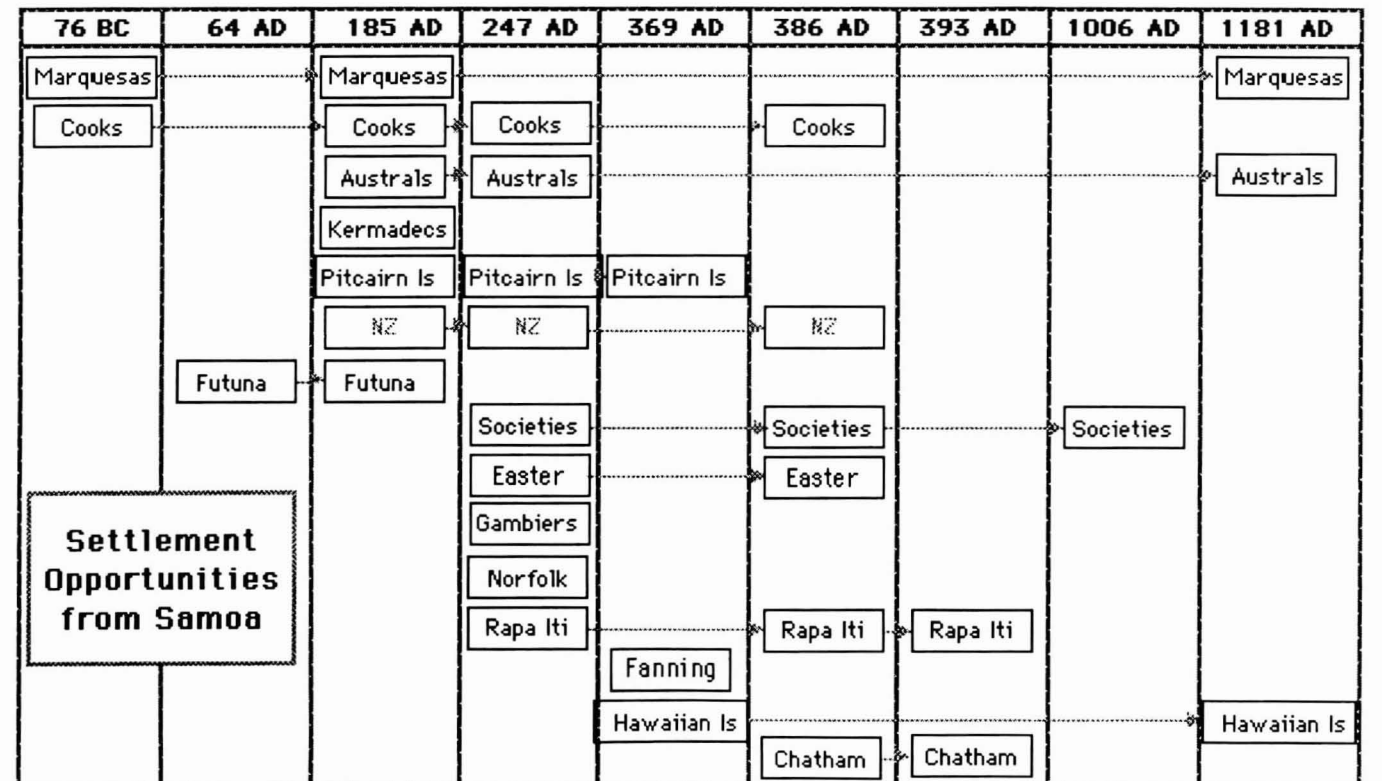 76 BC 64 AD 185 AD 247 AD 369 AD 386 AD 393 AD 1006 AD 1181 AD
Marquesas Marquesas Marquesas
Cooks Cooks Cooks Cooks
Australs Australs Australs
Kermadecs
Pitcairn Is Pitcairn Is Pitcairn Is
NZ NZ NZ
Futuna Futuna
Societies Societies Societies
Easter Easter
Gambiers
Settlement
Opportunities
from Samoa
Norfolk
Rapa Iti Rapa Iti Rapa Iti
Fanning
Hawaiian Is Hawaiian Is
Chatham Chatham